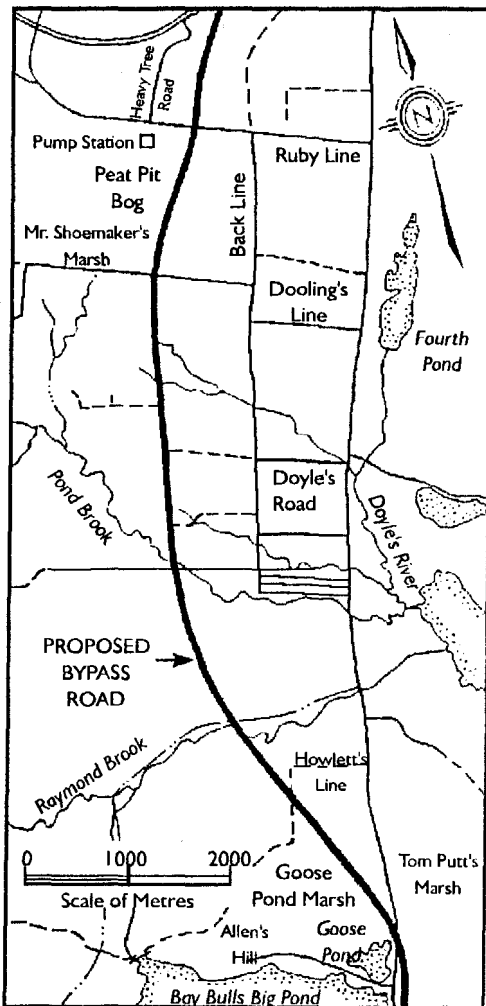 Heavy Tree
Road
Pump Station
Ruby Line
Peat Pit
Bog
Back Line
Mr. Shoemaker's
Marsh
Dooling's
Line
Fourth
Pond
Pond Brook
Doyle's
Road
Doyle's River
PROPOSED
BYPASS
ROAD
Raymond Brook
Howlett's
Line
0 1000 2000
Scale of Metres
Goose
Pond Marsh
Tom Putt's
Marsh
Allen's
Hill
Goose
Pond
Bay Bulls Big Pond
N